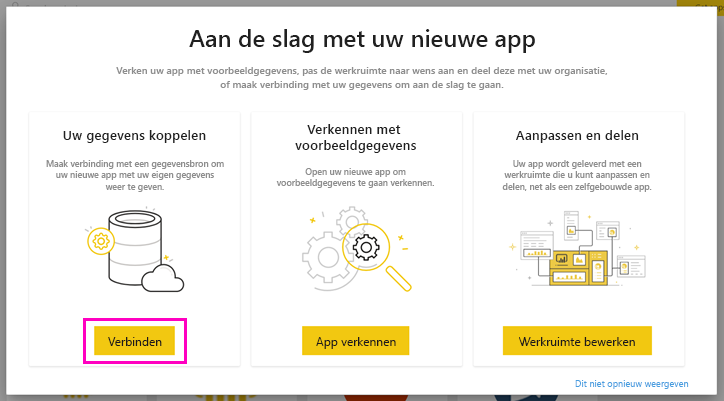 Aan de slag met uw nieuwe app
Verken uw app met voorbeeldgegevens, pas de werkruimte naar wens aan en deel deze met uw organisatie,
of maak verbinding met uw gegevens om aan de slag te gaan.
Uw gegevens koppelen
Maak verbinding met een gegevensbron om
uw nieuwe app met uw eigen gegevens
weer te geven.
Verbinden
Verkennen met
voorbeeldgegevens
Open uw nieuwe app om
voorbeeldgegevens te gaan verkennen.
App verkennen
Aanpassen en delen
Uw app wordt geleverd met een
werkruimte die u kunt aanpassen en
delen, net als een zelfgebouwde app.
Werkruimte bewerken
Dit niet opnieuw weergeven